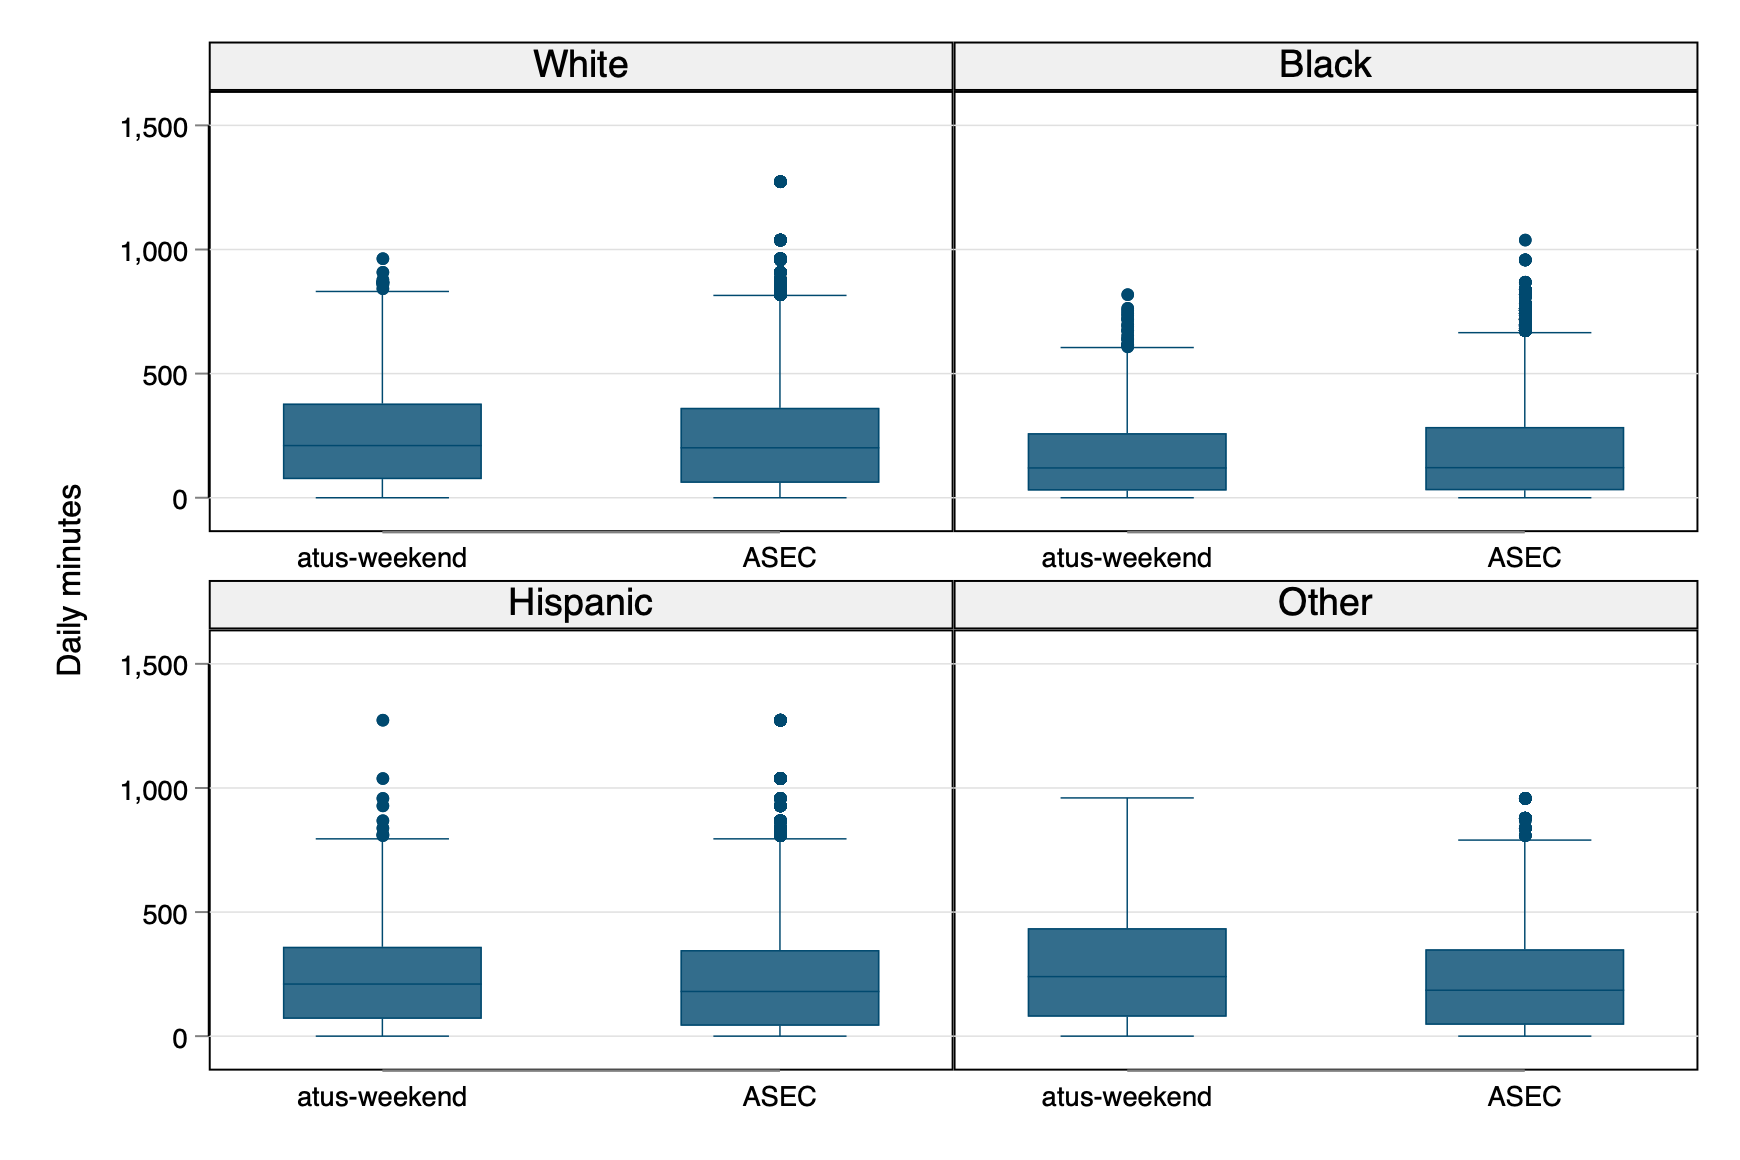 White
Black
1,500
1,000
500
0
atus-weekend
ASEC
atus-weekend
ASEC
Daily minutes
Hispanic
Other
1,500
1,000
500
0
atus-weekend
ASEC
atus-weekend
ASEC